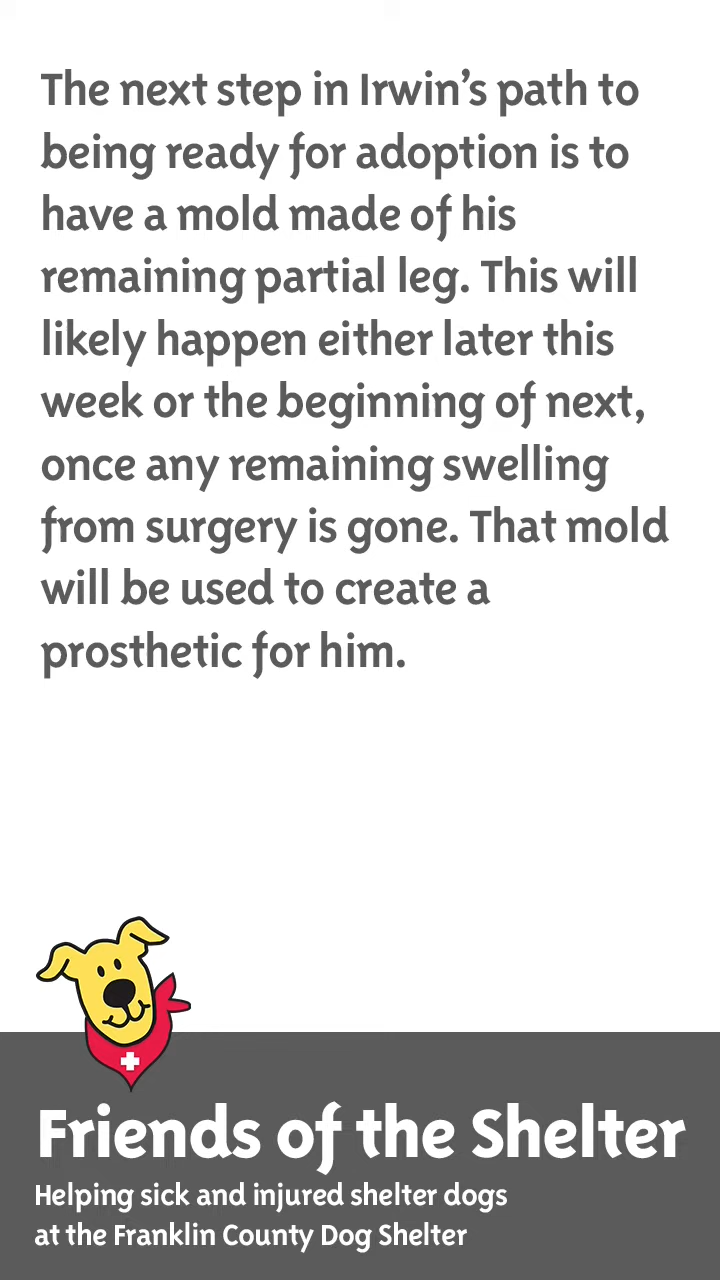 The next step in Irwin’s path to
being ready for adoption is to
have a mold made of his
remaining partial leg. This will
likely happen either later this
week or the beginning of next,
once any remaining swelling
from surgery is gone. That mold
will be used to create a
prosthetic for him.
Friends of the Shelter
Helping sick and injured shelter dogs
at the Franklin County Dog Shelter